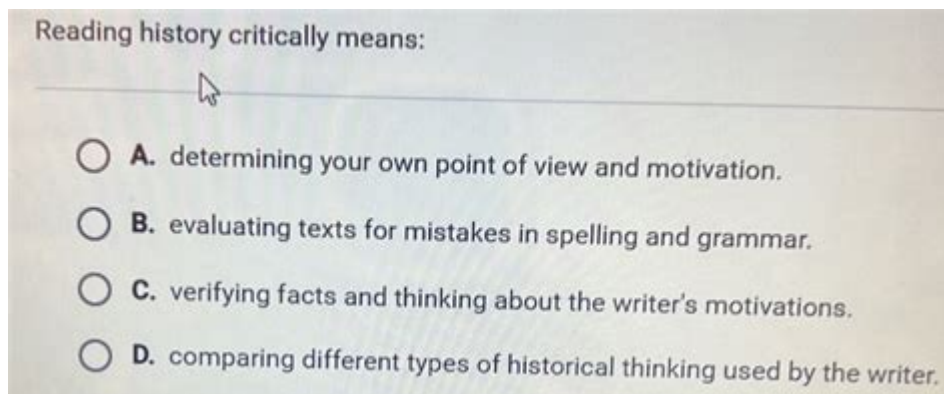 Reading history critically means:
A. determining your own point of view and motivation.
B. evaluating texts for mistakes in spelling and grammar.
C. verifying facts and thinking about the writer's motivations.
D. comparing different types of historical thinking used by the writer.